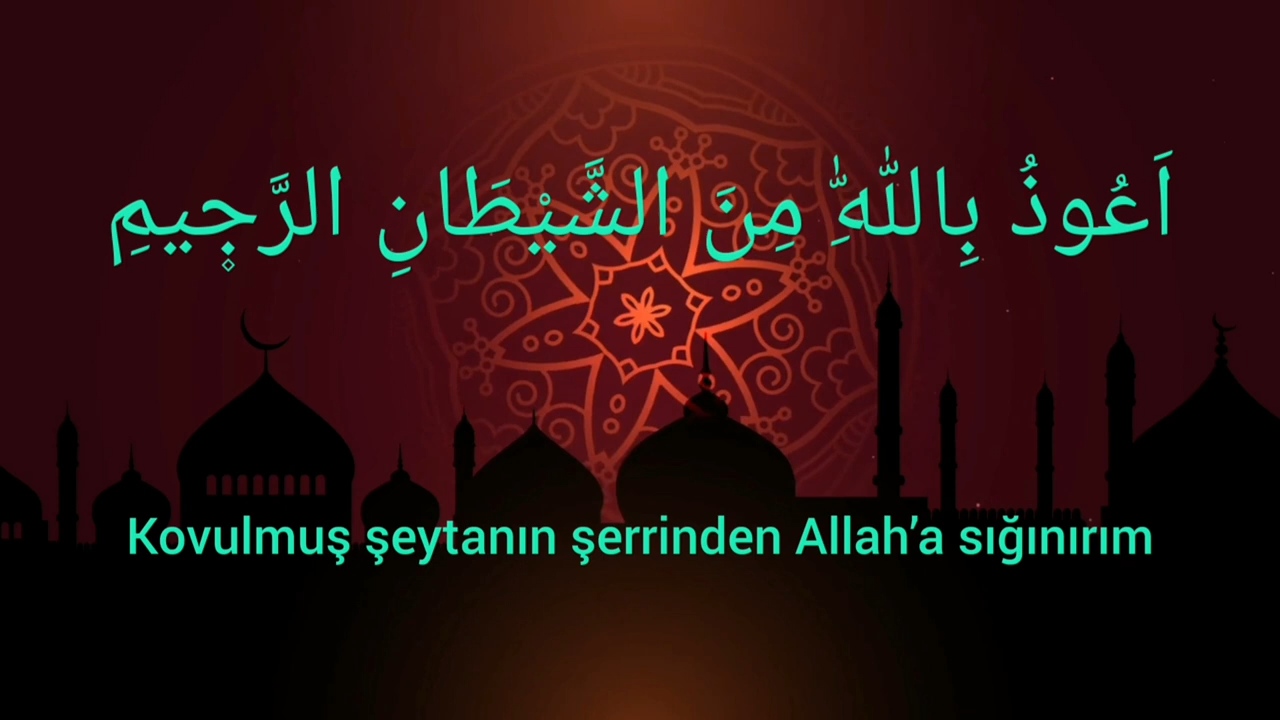 اَعُوذُ بِاللّٰهِ مِنَ الشَّيْطَانِ الرَّج۪يمِ
Kovulmuş şeytanın şerrinden Allah’a sığınırım